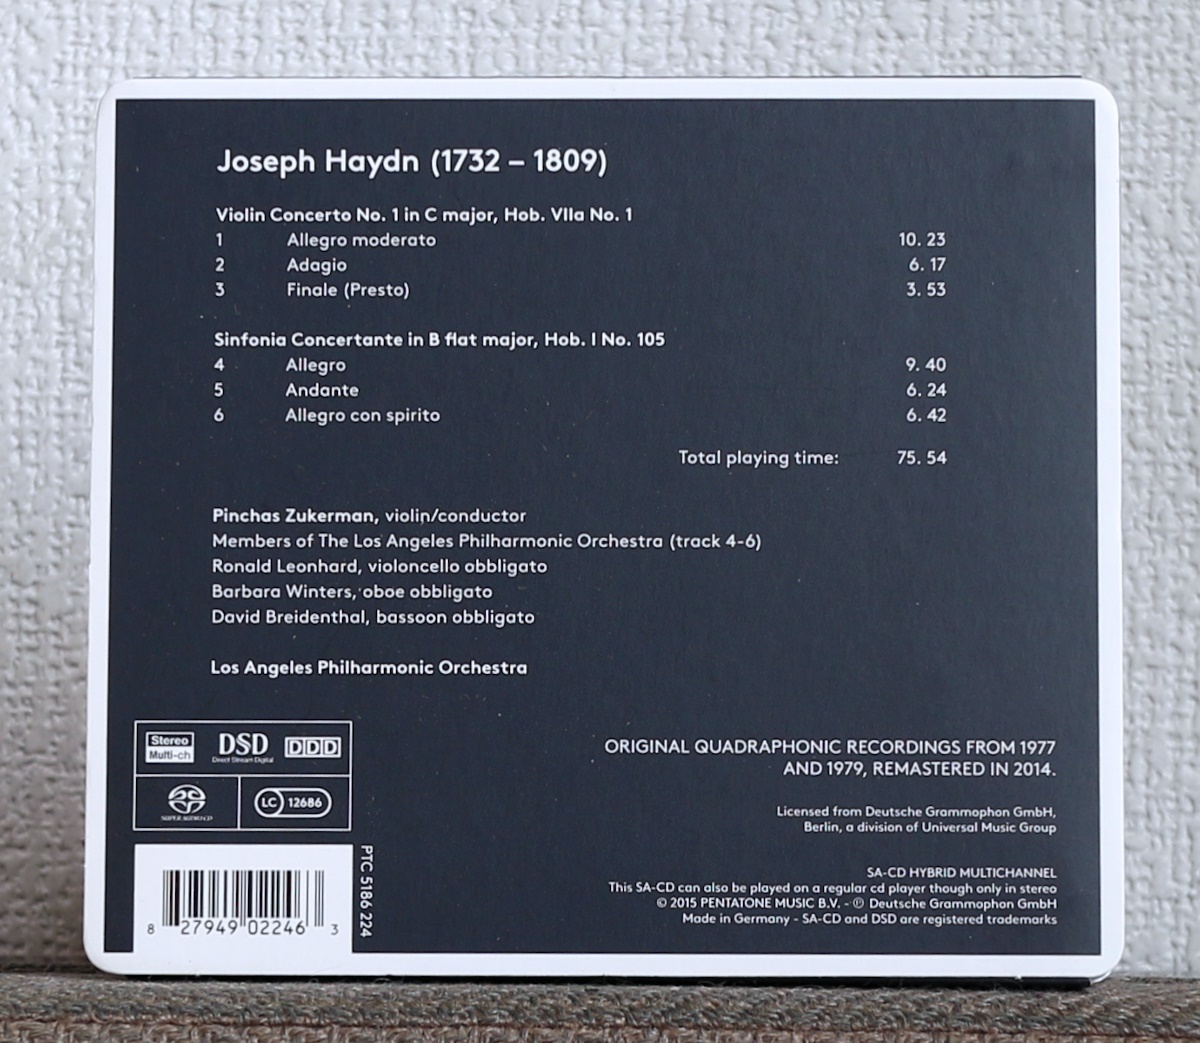 Joseph Haydn (1732 – 1809)
Violin Concerto No. 1 in C major, Hob. VIIa No. 1
1 Allegro moderato 10. 23
2 Adagio 6. 17
3 Finale (Presto) 3. 53
Sinfonia Concertante in B flat major, Hob. I No. 105
4 Allegro 9. 40
5 Andante 6. 24
6 Allegro con spirito 6. 42
Total playing time: 75. 54
Pinchas Zukerman, violin/conductor
Members of The Los Angeles Philharmonic Orchestra (track 4-6)
Ronald Leonhard, violoncello obbligato
Barbara Winters, oboe obbligato
David Breidenthal, bassoon obbligato
Los Angeles Philharmonic Orchestra
Stereo
Multi-ch
DSD
Direct Stream Digital
DDD
SUPER AUDIO CD
LC 12686
ORIGINAL QUADRAPHONIC RECORDINGS FROM 1977
AND 1979, REMASTERED IN 2014.
Licensed from Deutsche Grammophon GmbH,
Berlin, a division of Universal Music Group
SA-CD HYBRID MULTICHANNEL
This SA-CD can also be played on a regular cd player though only in stereo
© 2015 PENTATONE MUSIC B.V. - ℗ Deutsche Grammophon GmbH
Made in Germany - SA-CD and DSD are registered trademarks
PTC 5186 224
8 27949 02246 3